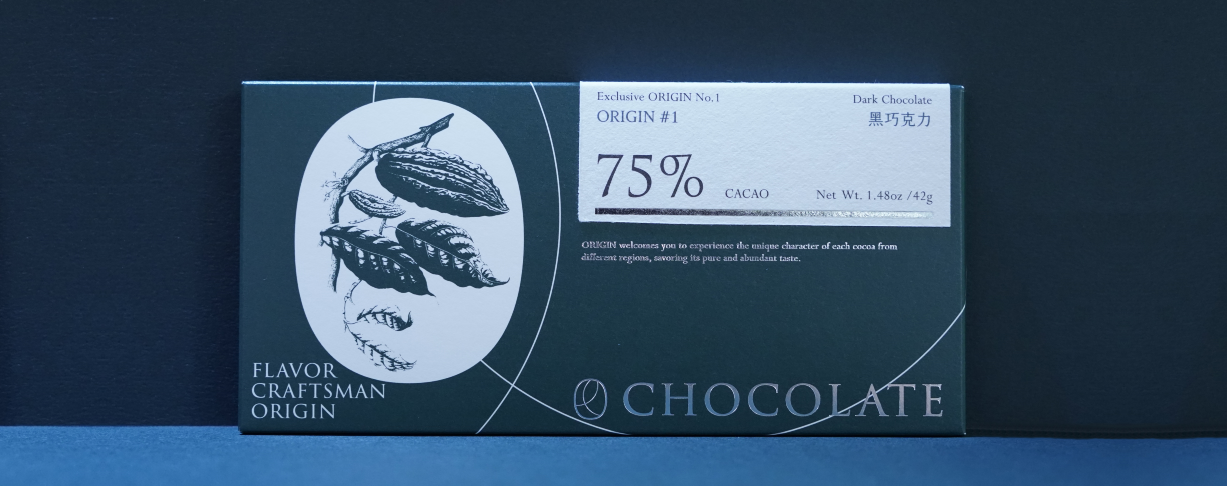 Exclusive ORIGIN No.1
ORIGIN #1
Dark Chocolate
黑巧克力
75% CACAO
Net Wt. 1.48oz /42g
ORIGIN welcomes you to experience the unique character of each cocoa from
different regions, savoring its pure and abundant taste.
FLAVOR
CRAFTSMAN
ORIGIN
CHOCOLATE